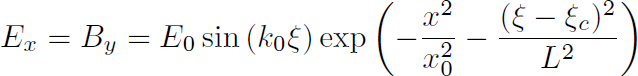 E_x = B_y = E_0 \sin (k_0 \xi) \exp \left( -\frac{x^2}{x_0^2} - \frac{(\xi - \xi_c)^2}{L^2} \right)